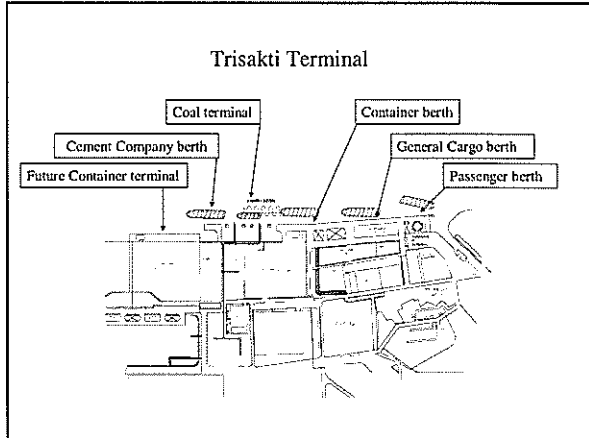 Trisakti Terminal
Coal terminal
Container berth
Cement Company berth
General Cargo berth
Future Container terminal
Passenger berth